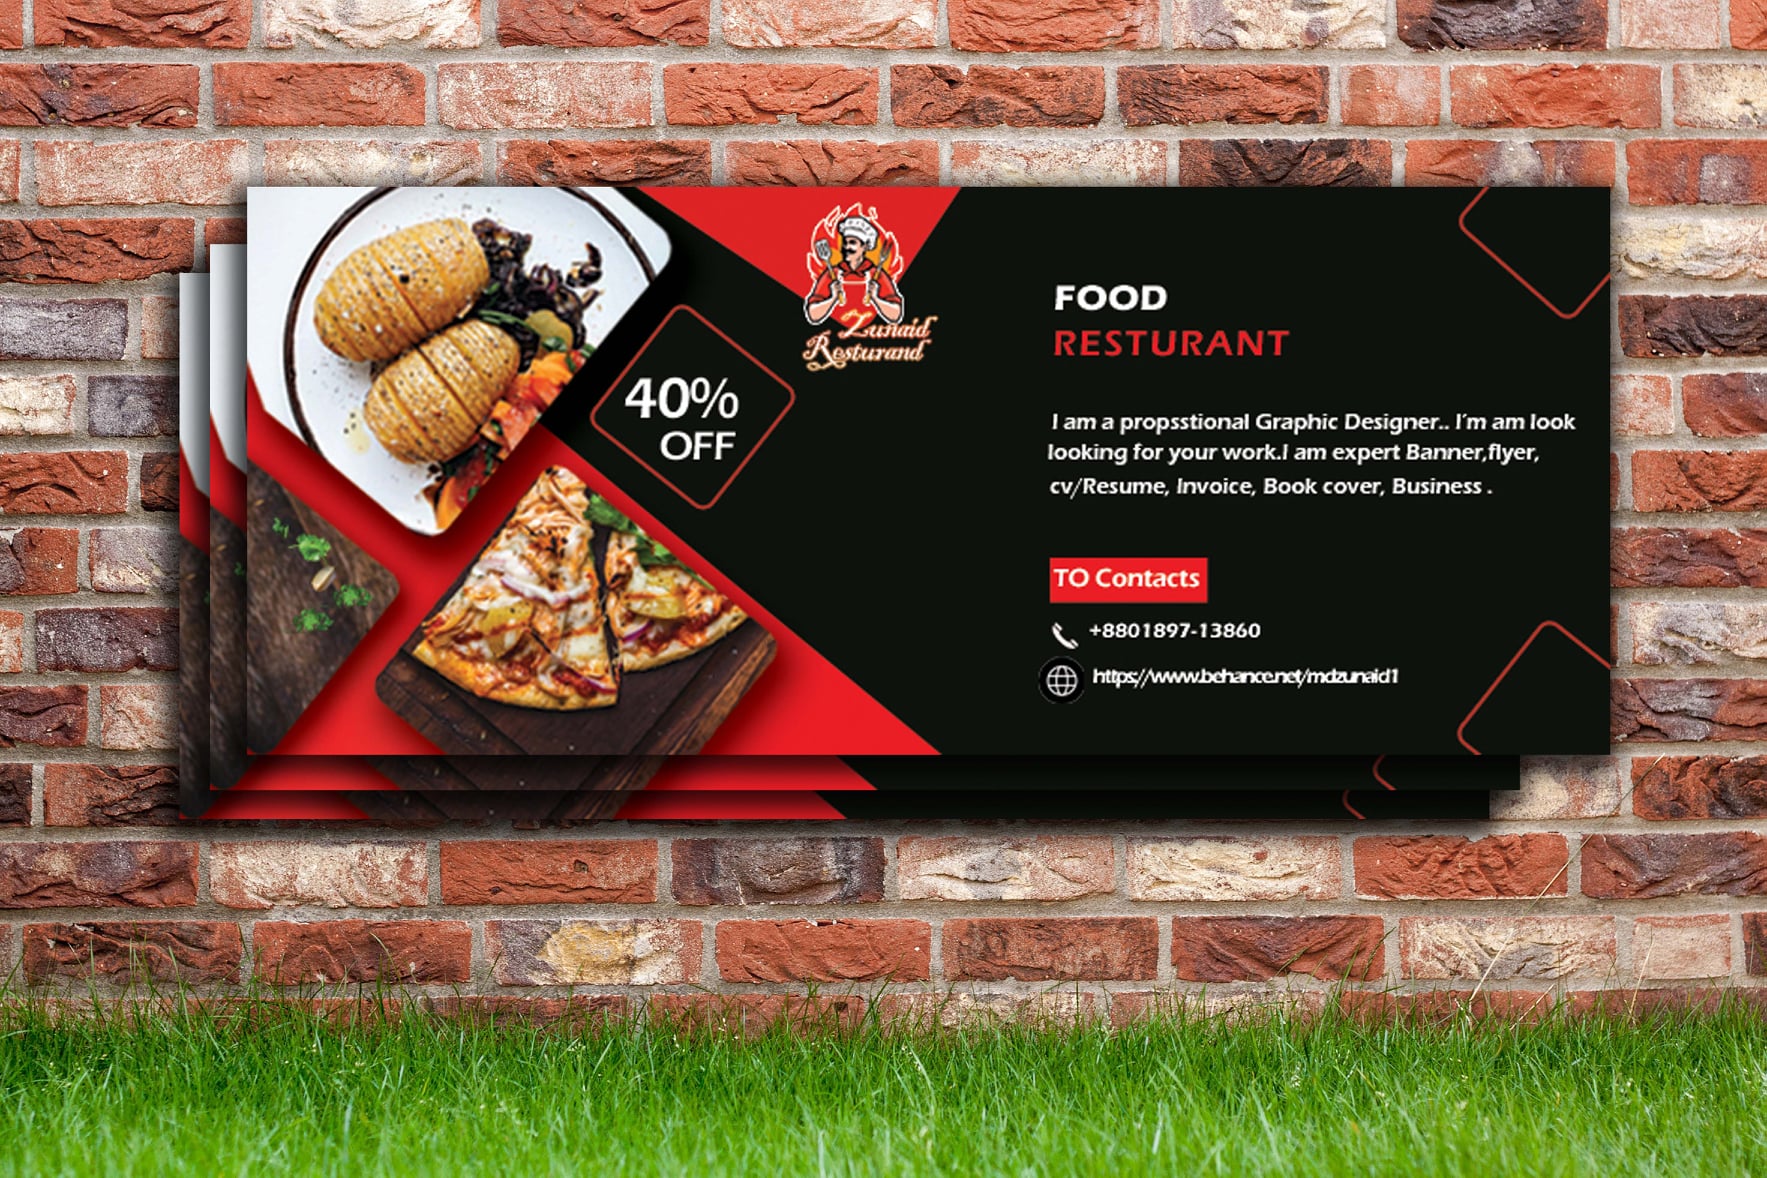 Zunaid
Resturand
40%
OFF
FOOD
RESTURANT
I am a propsstional Graphic Designer.. I´m am look
looking for your work.I am expert Banner,flyer,
cv/Resume, Invoice, Book cover, Business .
TO Contacts
+8801897-13860
https://www.behance.net/mdzunaid1